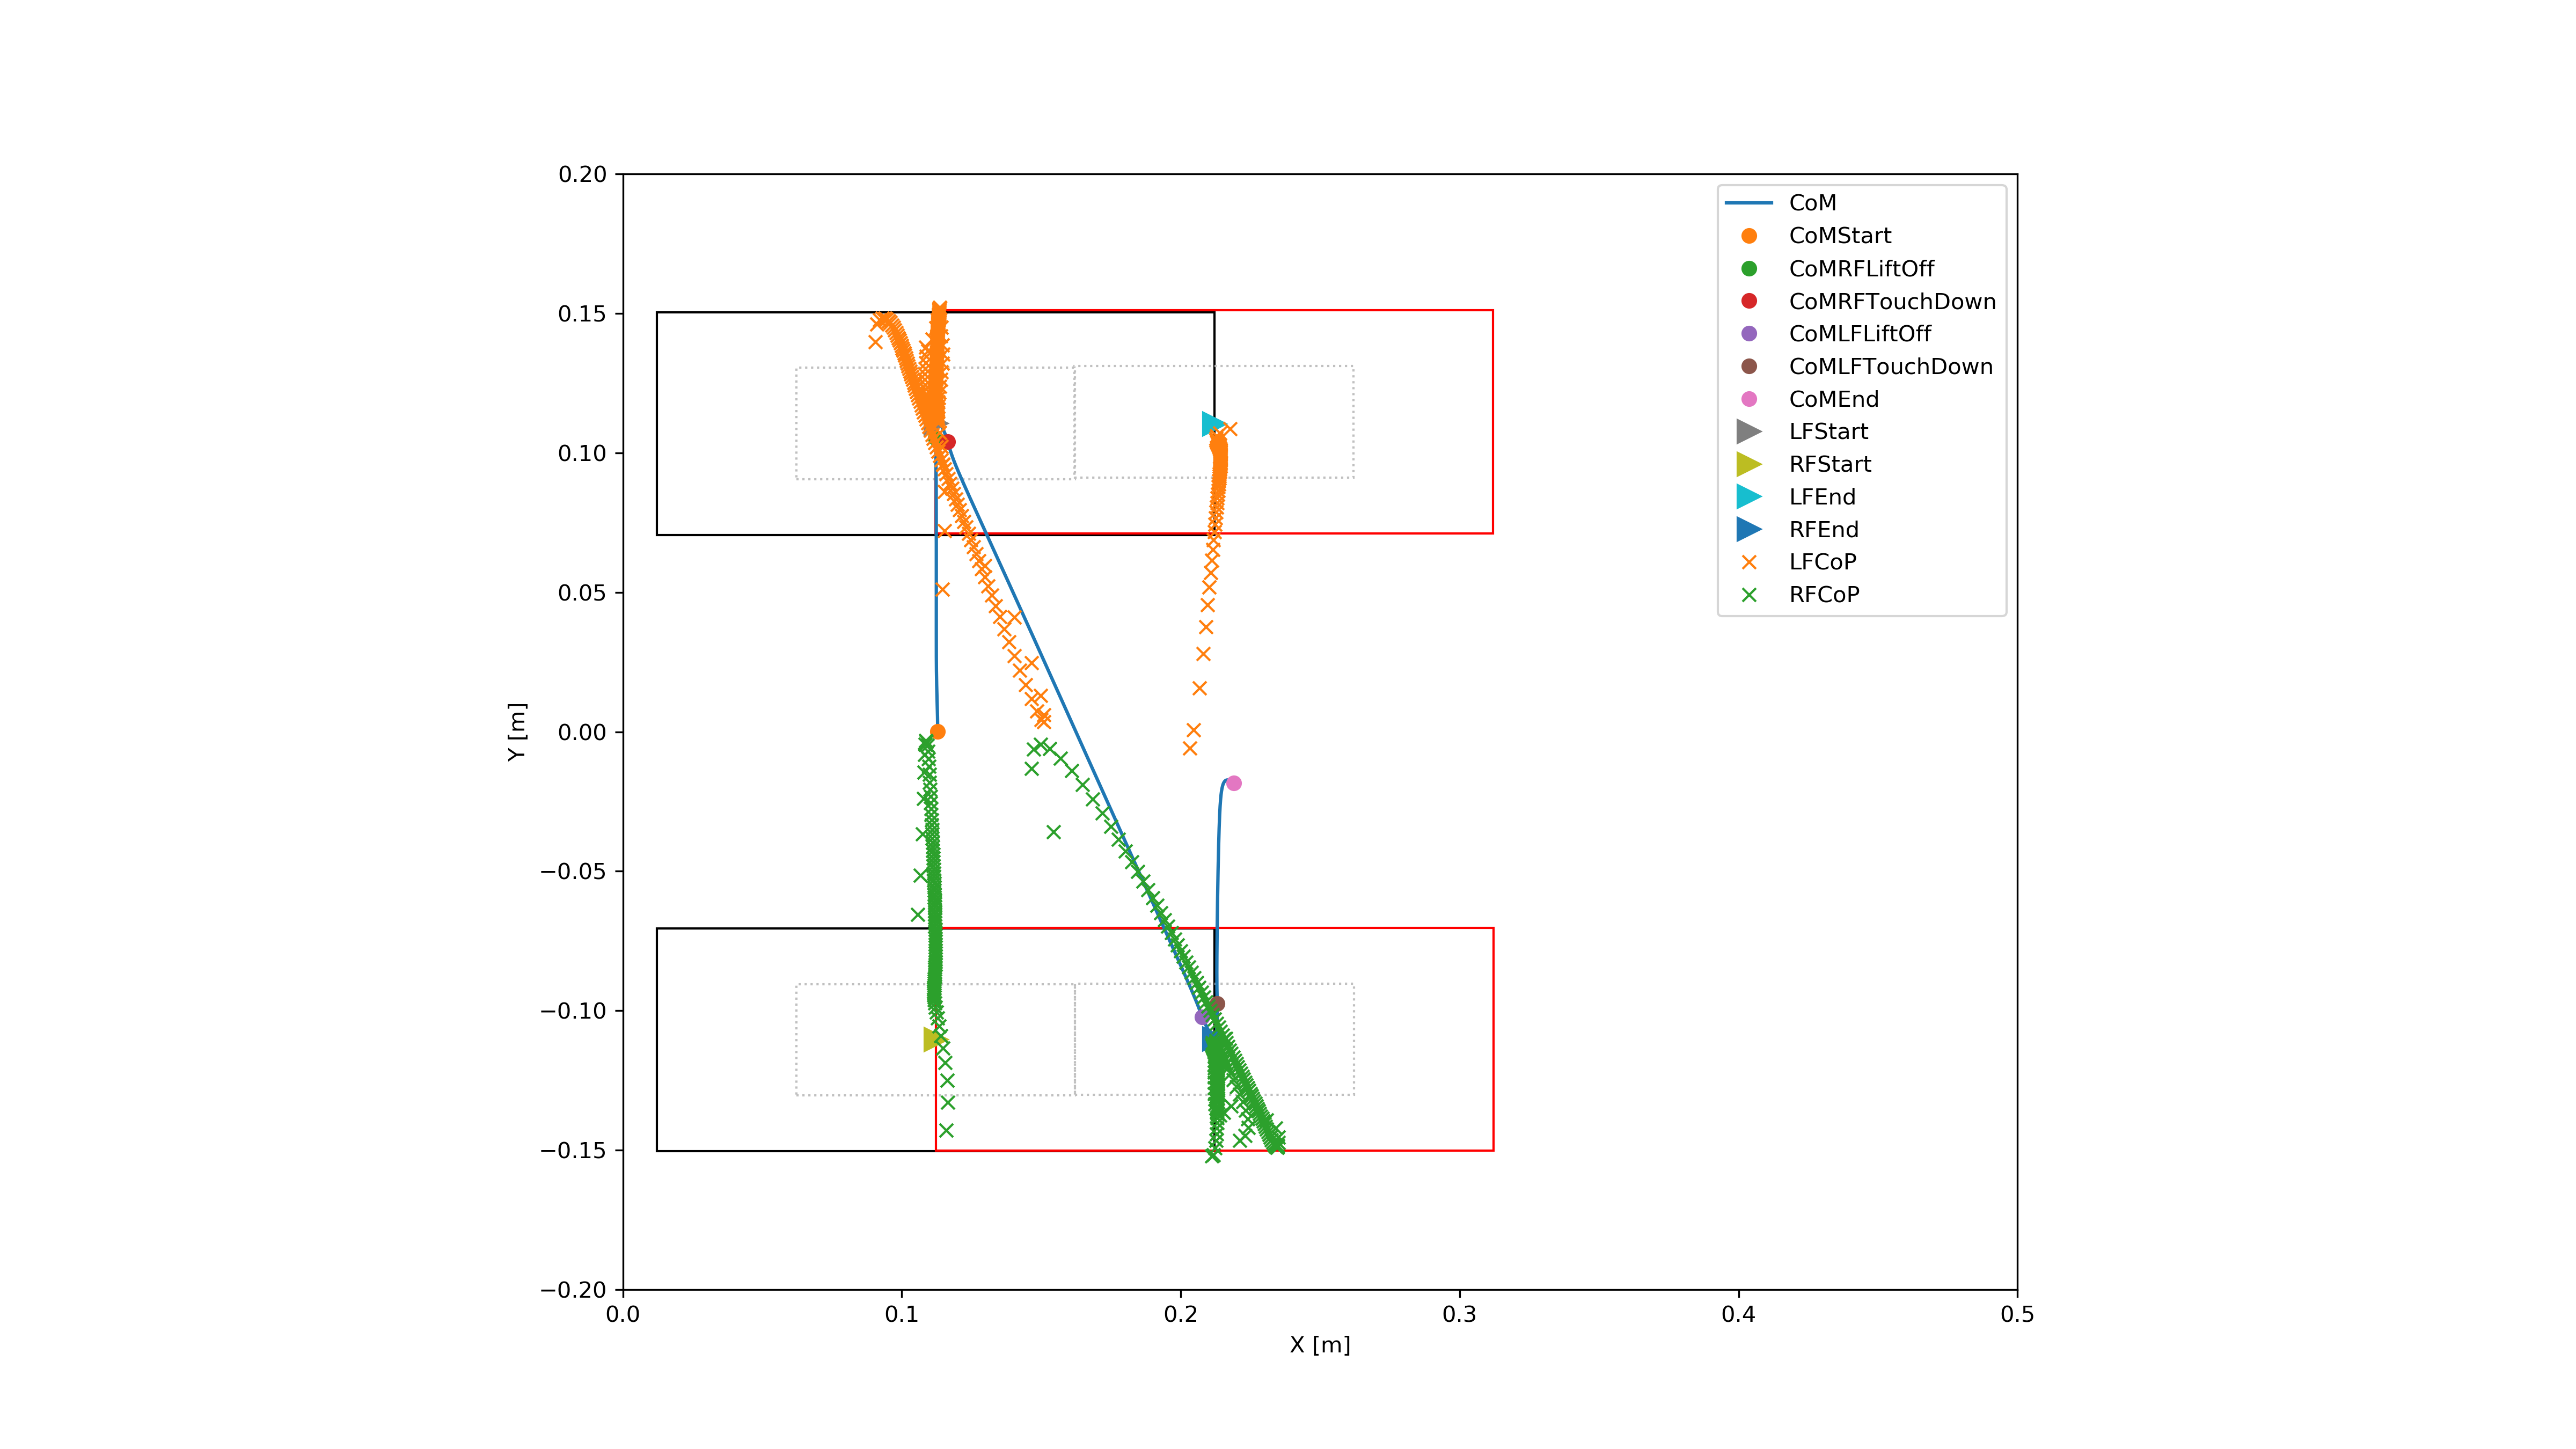 0.20
0.15
0.10
0.05
0.00
−0.05
−0.10
−0.15
−0.20
Y [m]
0.0 0.1 0.2 0.3 0.4 0.5
X [m]
CoM
CoMStart
CoMRFLiftOff
CoMRFTouchDown
CoMLFLiftOff
CoMLFTouchDown
CoMEnd
LFStart
RFStart
LFEnd
RFEnd
LFCoP
RFCoP